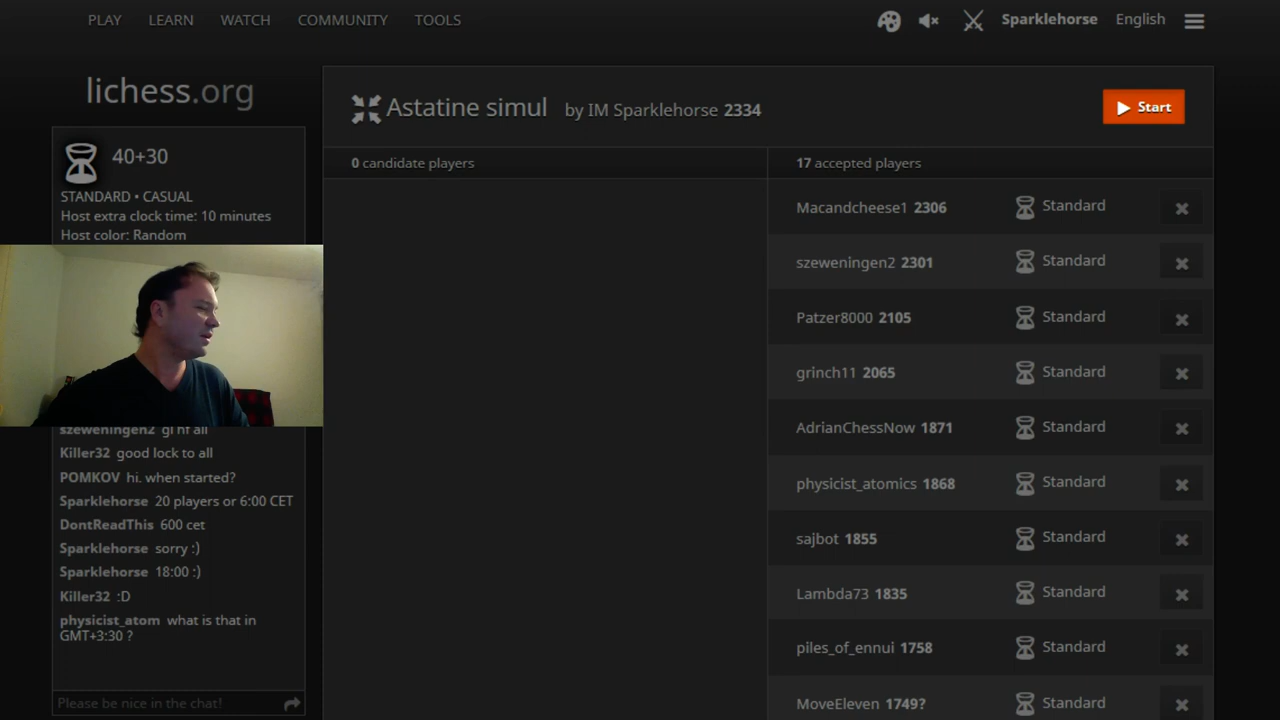 PLAY LEARN WATCH COMMUNITY TOOLS Sparklehorse English
lichess.org
40+30
STANDARD • CASUAL
Host extra clock time: 10 minutes
Host color: Random
szeweningen2 gl hf all
Killer32 good lock to all
POMKOV hi. when started?
Sparklehorse 20 players or 6:00 CET
DontReadThis 600 cet
Sparklehorse sorry :)
Sparklehorse 18:00 :)
Killer32 :D
physicist_atom what is that in
GMT+3:30 ?
Please be nice in the chat!
Astatine simul by IM Sparklehorse 2334
Start
0 candidate players
17 accepted players
Macandcheese1 2306 Standard
szeweningen2 2301 Standard
Patzer8000 2105 Standard
grinch11 2065 Standard
AdrianChessNow 1871 Standard
physicist_atomics 1868 Standard
sajbot 1855 Standard
Lambda73 1835 Standard
piles_of_ennui 1758 Standard
MoveEleven 1749? Standard